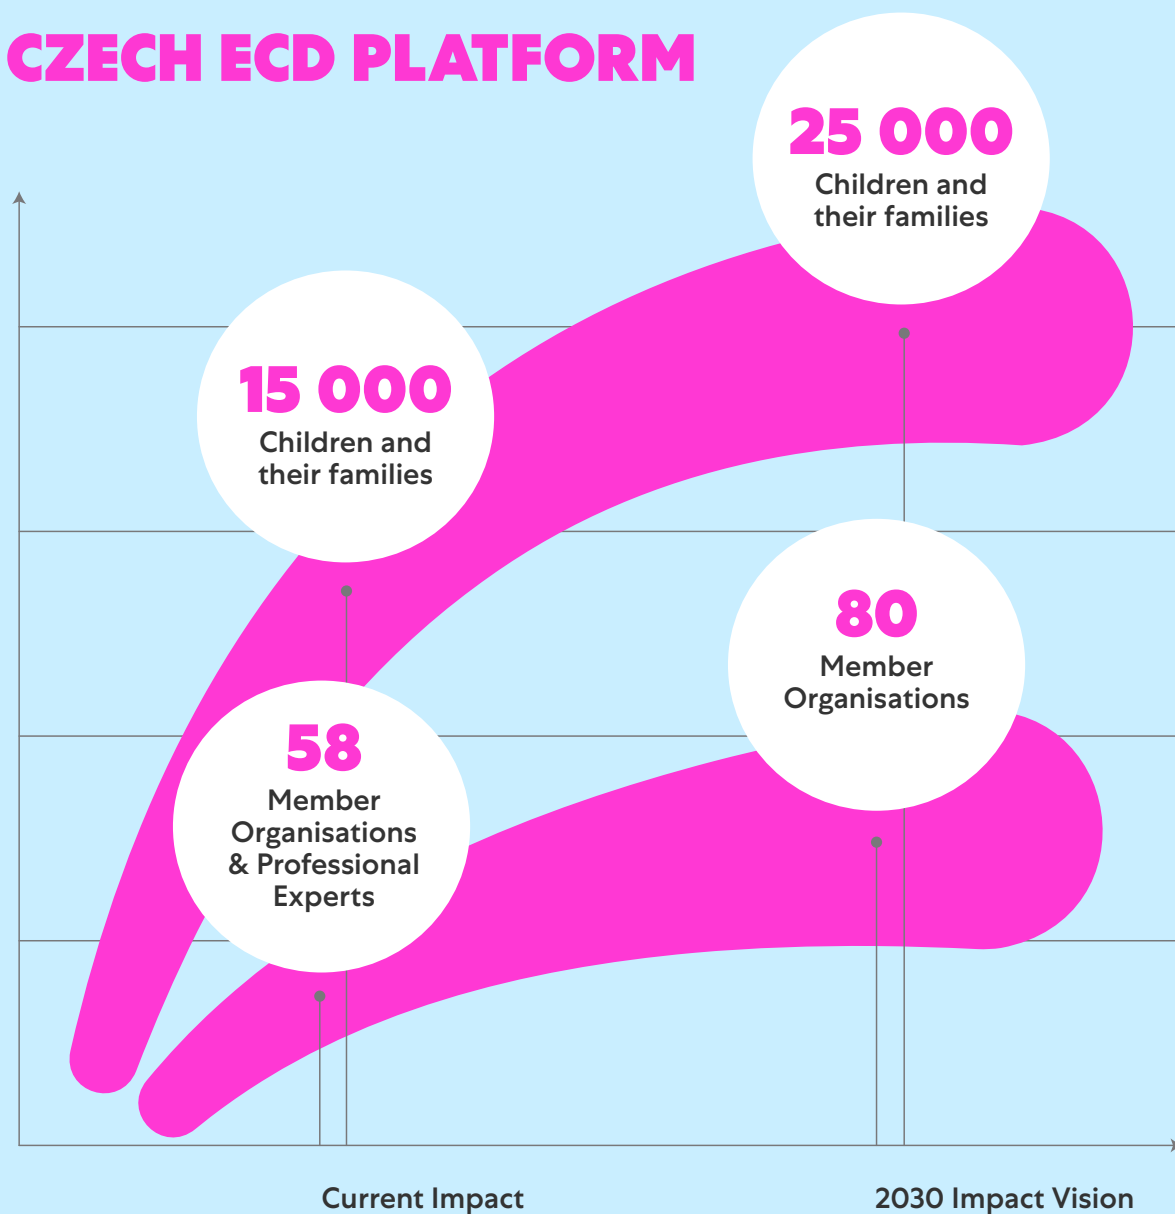 CZECH ECD PLATFORM
25 000
Children and
their families
15 000
Children and
their families
80
Member
Organisations
58
Member
Organisations
& Professional
Experts
Current Impact
2030 Impact Vision